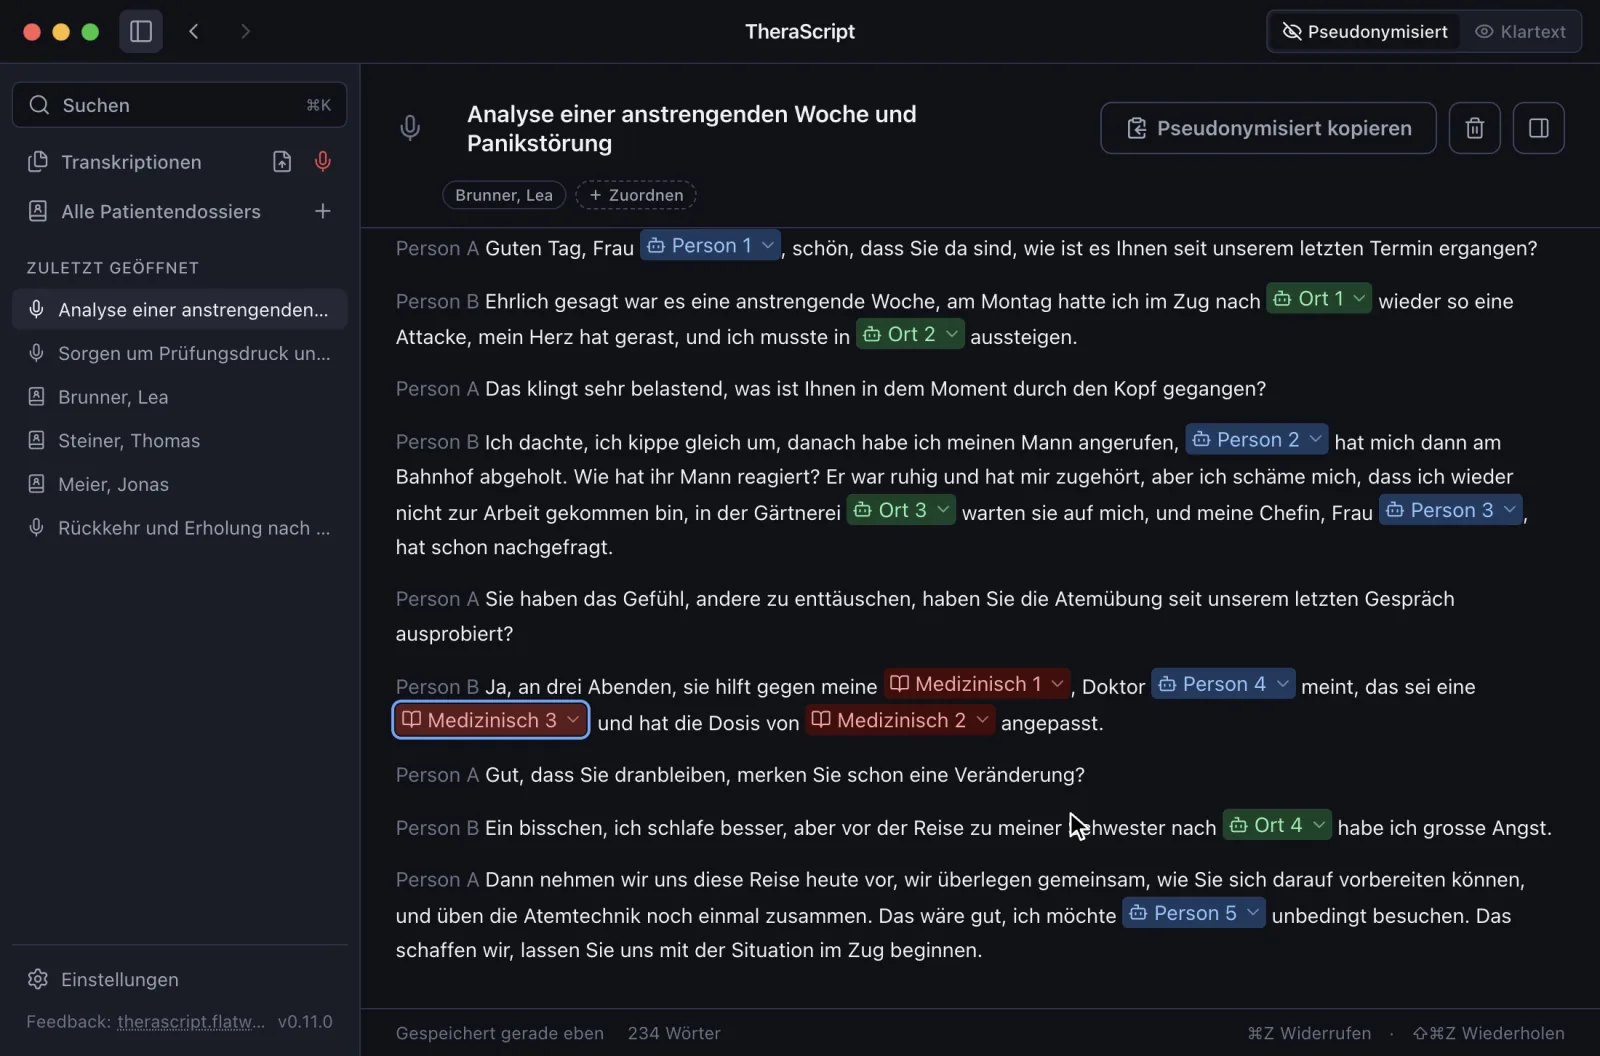 TheraScript
Pseudonymisiert
Klartext
Suchen ⌘K
Transkriptionen
Alle Patientendossiers
ZULETZT GEÖFFNET
Analyse einer anstrengenden...
Sorgen um Prüfungsdruck un...
Brunner, Lea
Steiner, Thomas
Meier, Jonas
Rückkehr und Erholung nach ...
Einstellungen
Feedback: therascript.flatw... v0.11.0
Analyse einer anstrengenden Woche und
Panikstörung
Pseudonymisiert kopieren
Brunner, Lea
+ Zuordnen
Person A Guten Tag, Frau Person 1, schön, dass Sie da sind, wie ist es Ihnen seit unserem letzten Termin ergangen?
Person B Ehrlich gesagt war es eine anstrengende Woche, am Montag hatte ich im Zug nach Ort 1 wieder so eine
Attacke, mein Herz hat gerast, und ich musste in Ort 2 aussteigen.
Person A Das klingt sehr belastend, was ist Ihnen in dem Moment durch den Kopf gegangen?
Person B Ich dachte, ich kippe gleich um, danach habe ich meinen Mann angerufen, Person 2 hat mich dann am
Bahnhof abgeholt. Wie hat ihr Mann reagiert? Er war ruhig und hat mir zugehört, aber ich schäme mich, dass ich wieder
nicht zur Arbeit gekommen bin, in der Gärtnerei Ort 3 warten sie auf mich, und meine Chefin, Frau Person 3,
hat schon nachgefragt.
Person A Sie haben das Gefühl, andere zu enttäuschen, haben Sie die Atemübung seit unserem letzten Gespräch
ausprobiert?
Person B Ja, an drei Abenden, sie hilft gegen meine Medizinisch 1, Doktor Person 4 meint, das sei eine
Medizinisch 3 und hat die Dosis von Medizinisch 2 angepasst.
Person A Gut, dass Sie dranbleiben, merken Sie schon eine Veränderung?
Person B Ein bisschen, ich schlafe besser, aber vor der Reise zu meiner Schwester nach Ort 4 habe ich grosse Angst.
Person A Dann nehmen wir uns diese Reise heute vor, wir überlegen gemeinsam, wie Sie sich darauf vorbereiten können,
und üben die Atemtechnik noch einmal zusammen. Das wäre gut, ich möchte Person 5 unbedingt besuchen. Das
schaffen wir, lassen Sie uns mit der Situation im Zug beginnen.
Gespeichert gerade eben 234 Wörter
⌘Z Widerrufen · ⇧⌘Z Wiederholen